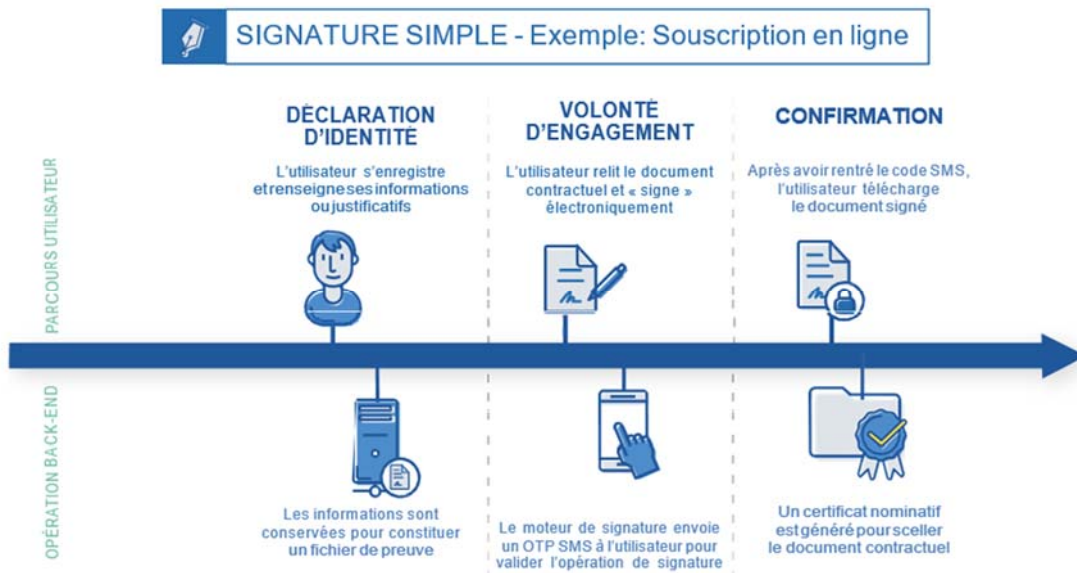 SIGNATURE SIMPLE - Exemple: Souscription en ligne
PARCOURS UTILISATEUR
DÉCLARATION
D'IDENTITÉ
L'utilisateur s'enregistre
et renseigne ses informations
ou justificatifs
VOLONTÉ
D'ENGAGEMENT
L'utilisateur relit le document
contractuel et « signe »
électroniquement
CONFIRMATION
Après avoir rentré le code SMS,
l'utilisateur télécharge
le document signé
OPÉRATION BACK-END
Les informations sont
conservées pour constituer
un fichier de preuve
Le moteur de signature envoie
un OTP SMS à l'utilisateur pour
valider l'opération de signature
Un certificat nominatif
est généré pour sceller
le document contractuel